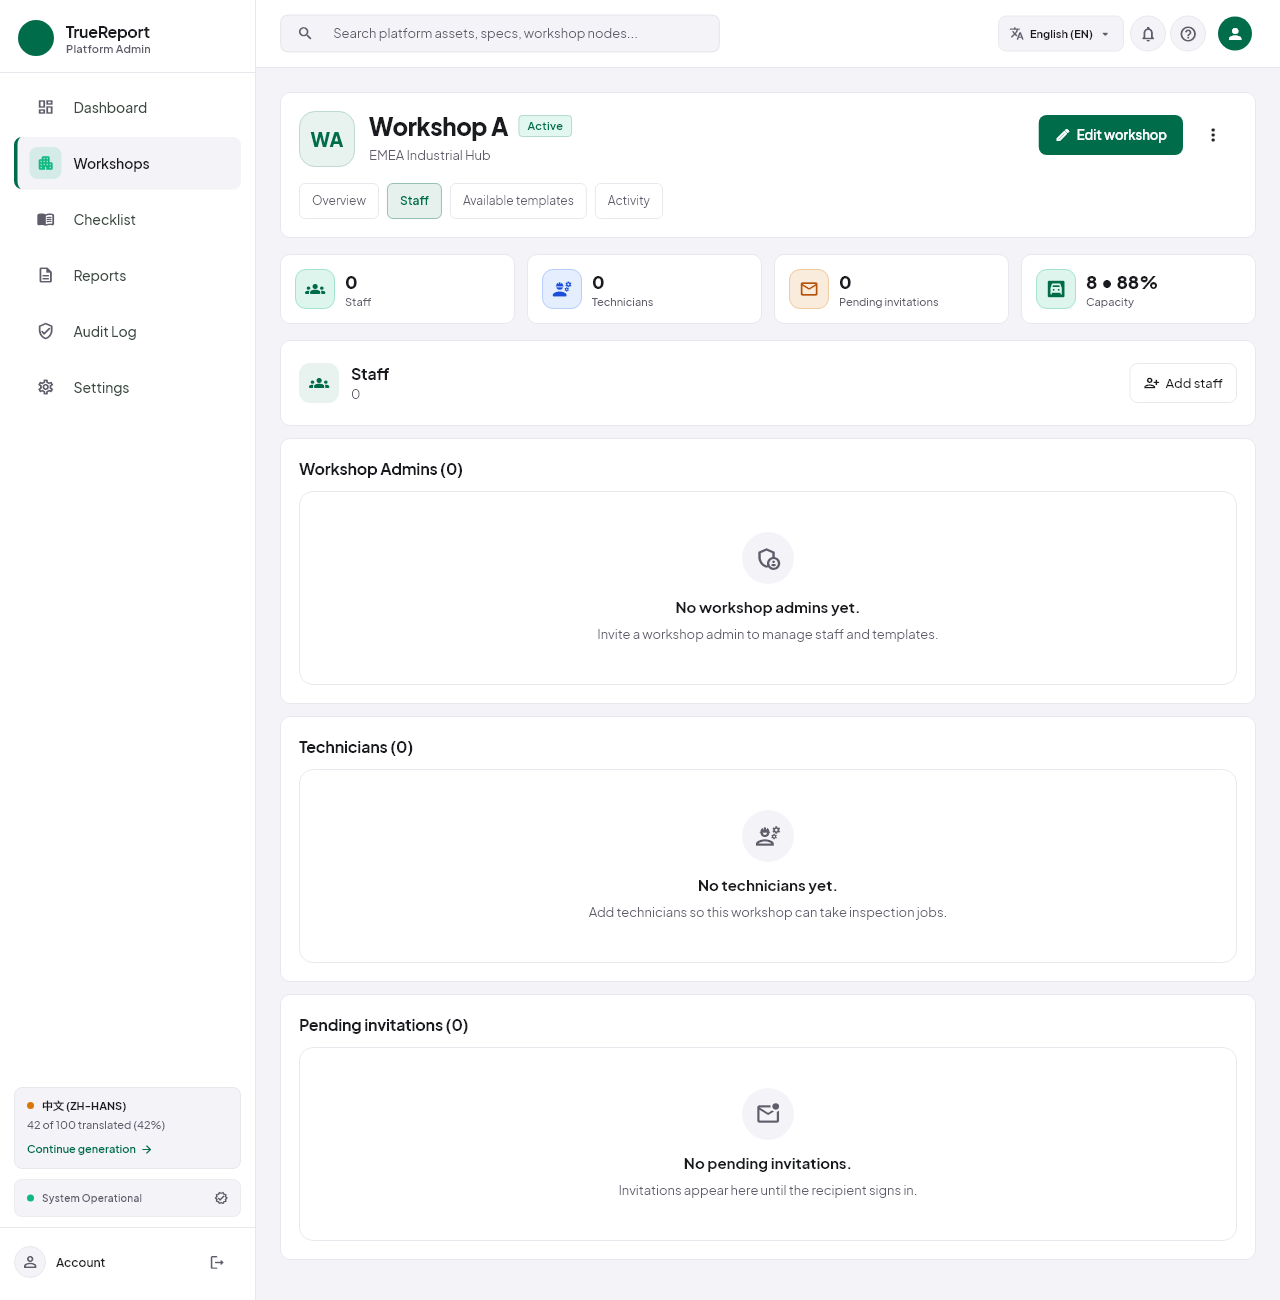 TrueReport
Platform Admin
Search platform assets, specs, workshop nodes...
English (EN)
Dashboard
Workshops
Checklist
Reports
Audit Log
Settings
WA
Workshop A
Active
EMEA Industrial Hub
Edit workshop
Overview
Staff
Available templates
Activity
0
Staff
0
Technicians
0
Pending invitations
8 • 88%
Capacity
Staff
0
Add staff
Workshop Admins (0)
No workshop admins yet.
Invite a workshop admin to manage staff and templates.
Technicians (0)
No technicians yet.
Add technicians so this workshop can take inspection jobs.
Pending invitations (0)
No pending invitations.
Invitations appear here until the recipient signs in.
中文 (ZH-HANS)
42 of 100 translated (42%)
Continue generation →
System Operational
Account